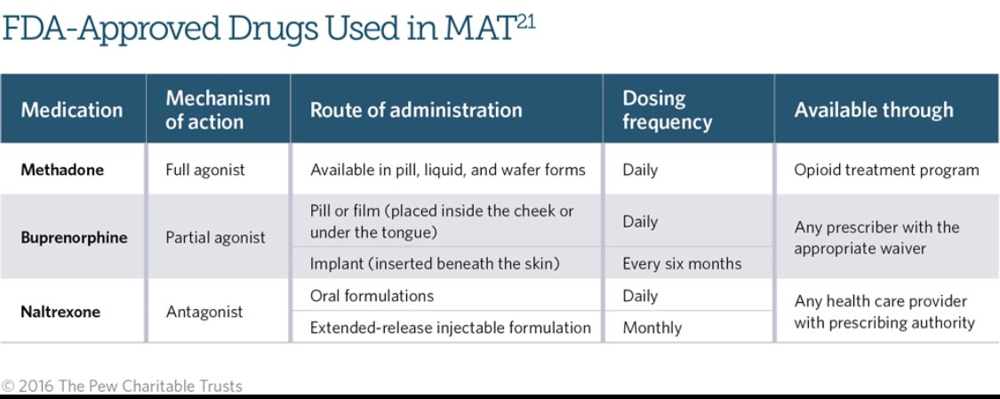 FDA-Approved Drugs Used in MAT21
Medication
Mechanism
of action
Route of administration
Dosing
frequency
Available through
Methadone
Full agonist
Available in pill, liquid, and wafer forms
Daily
Opioid treatment program
Buprenorphine
Partial agonist
Pill or film (placed inside the cheek or
under the tongue)
Daily
Implant (inserted beneath the skin)
Every six months
Any prescriber with the
appropriate waiver
Naltrexone
Antagonist
Oral formulations
Daily
Extended-release injectable formulation
Monthly
Any health care provider
with prescribing authority
© 2016 The Pew Charitable Trusts